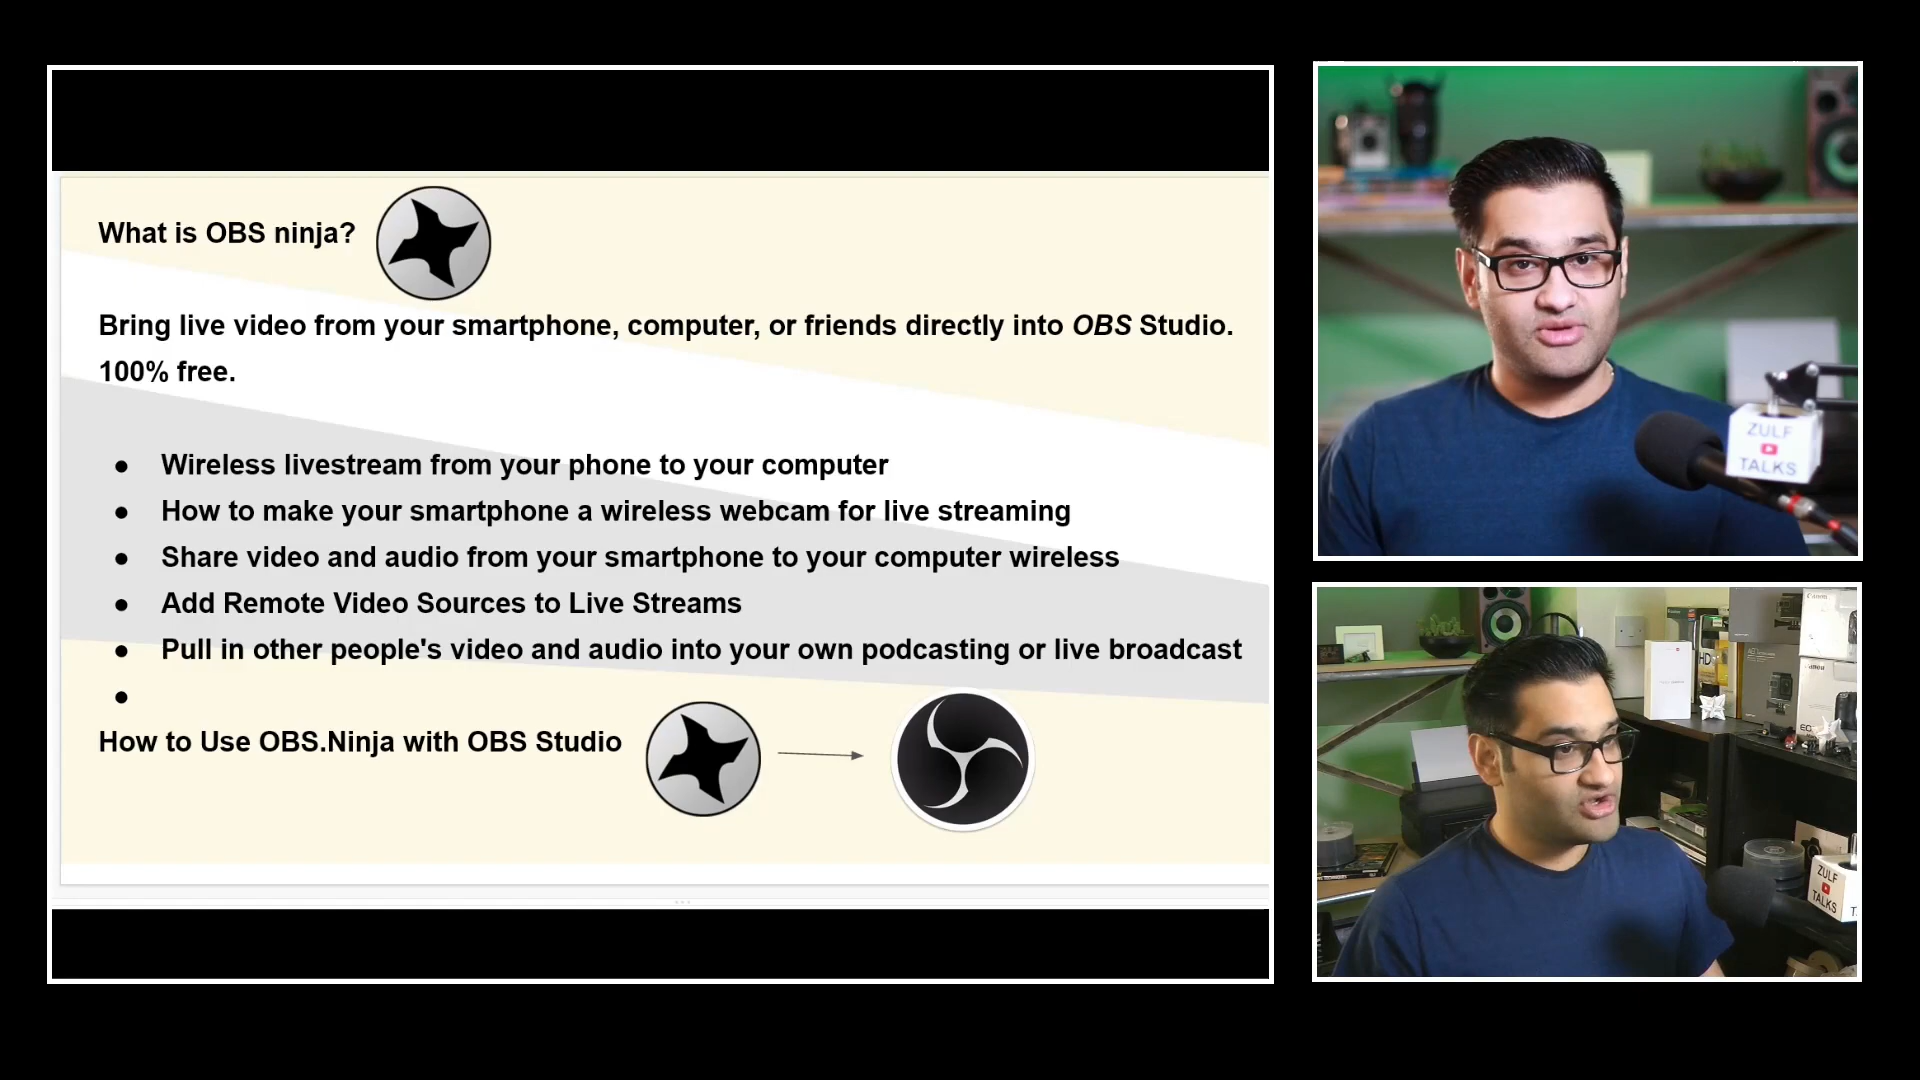 What is OBS ninja?
Bring live video from your smartphone, computer, or friends directly into OBS Studio.
100% free.
● Wireless livestream from your phone to your computer
● How to make your smartphone a wireless webcam for live streaming
● Share video and audio from your smartphone to your computer wireless
● Add Remote Video Sources to Live Streams
● Pull in other people's video and audio into your own podcasting or live broadcast
●
How to Use OBS.Ninja with OBS Studio
ZULF
TALKS
Canon
HD
Canon
EO
ZULF
TALKS
T